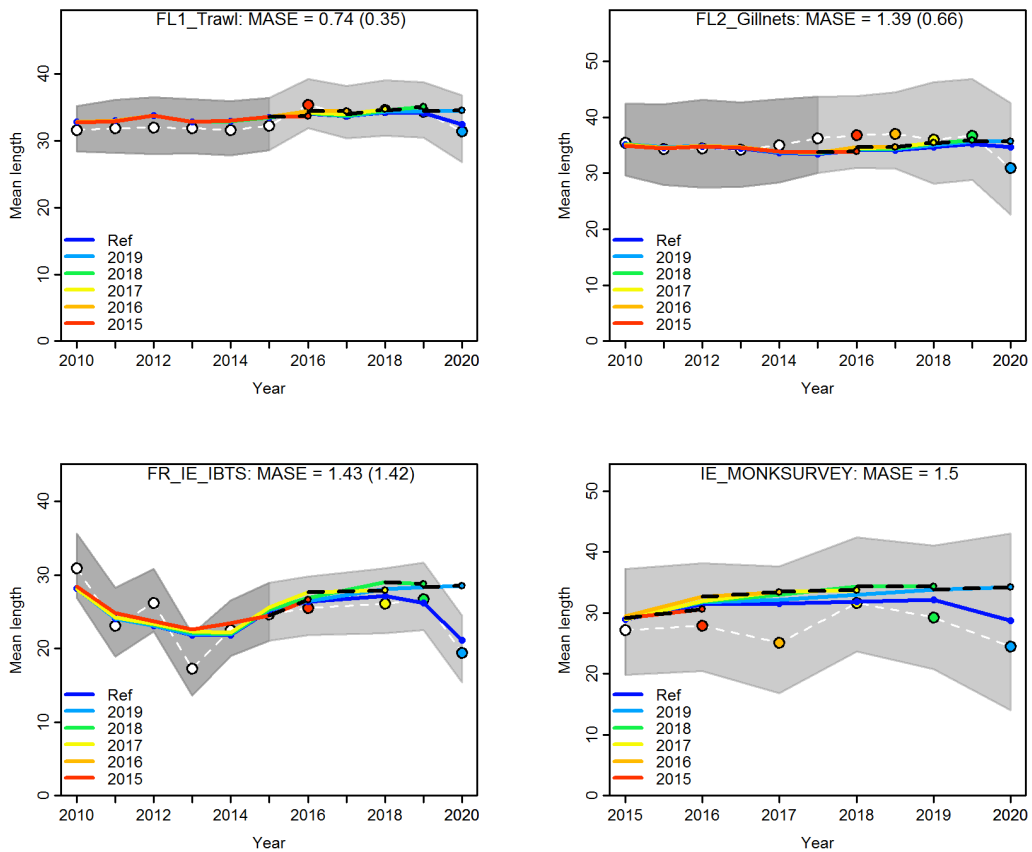 FL1_Trawl: MASE = 0.74 (0.35)
Mean length
40
30
20
10
0
Ref
2019
2018
2017
2016
2015
2010 2012 2014 2016 2018 2020
Year
FL2_Gillnets: MASE = 1.39 (0.66)
Mean length
50
40
30
20
10
0
Ref
2019
2018
2017
2016
2015
2010 2012 2014 2016 2018 2020
Year
FR_IE_IBTS: MASE = 1.43 (1.42)
Mean length
40
30
20
10
0
Ref
2019
2018
2017
2016
2015
2010 2012 2014 2016 2018 2020
Year
IE_MONKSURVEY: MASE = 1.5
Mean length
50
40
30
20
10
0
Ref
2019
2018
2017
2016
2015
2015 2016 2017 2018 2019 2020
Year